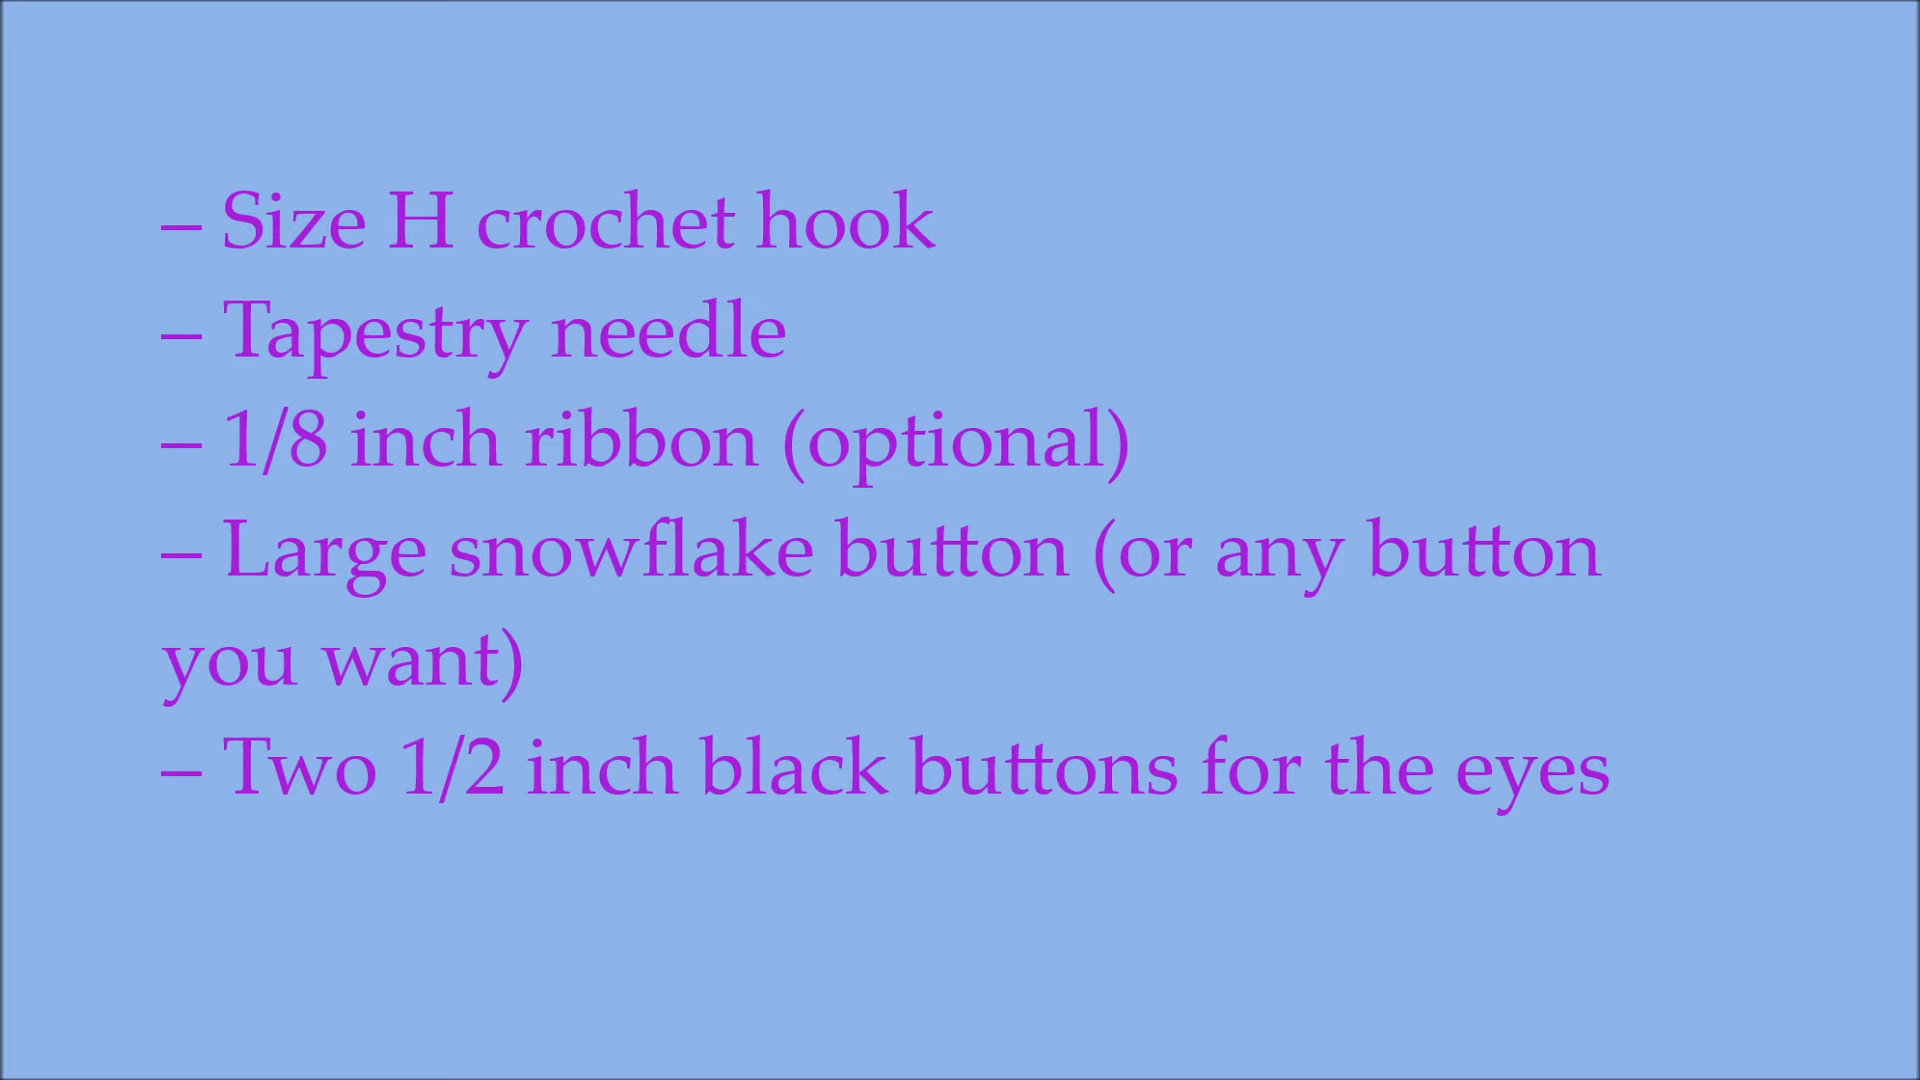 – Size H crochet hook
– Tapestry needle
– 1/8 inch ribbon (optional)
– Large snowflake button (or any button
you want)
– Two 1/2 inch black buttons for the eyes